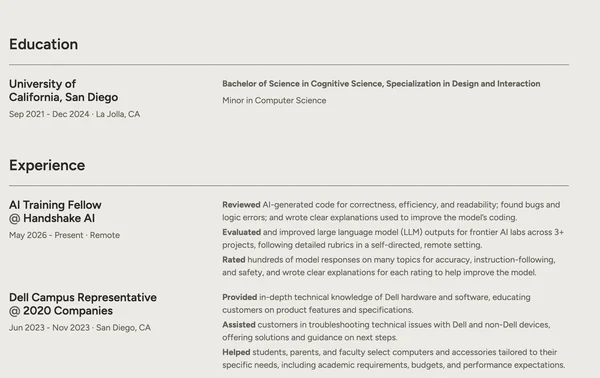 Education
University of
California, San Diego
Sep 2021 - Dec 2024 · La Jolla, CA
Bachelor of Science in Cognitive Science, Specialization in Design and Interaction
Minor in Computer Science
Experience
AI Training Fellow
@ Handshake AI
May 2026 - Present · Remote
Reviewed AI-generated code for correctness, efficiency, and readability; found bugs and
logic errors; and wrote clear explanations used to improve the model's coding.
Evaluated and improved large language model (LLM) outputs for frontier AI labs across 3+
projects, following detailed rubrics in a self-directed, remote setting.
Rated hundreds of model responses on many topics for accuracy, instruction-following,
and safety, and wrote clear explanations for each rating to help improve the model.
Dell Campus Representative
@ 2020 Companies
Jun 2023 - Nov 2023 · San Diego, CA
Provided in-depth technical knowledge of Dell hardware and software, educating
customers on product features and specifications.
Assisted customers in troubleshooting technical issues with Dell and non-Dell devices,
offering solutions and guidance on next steps.
Helped students, parents, and faculty select computers and accessories tailored to their
specific needs, including academic requirements, budgets, and performance expectations.